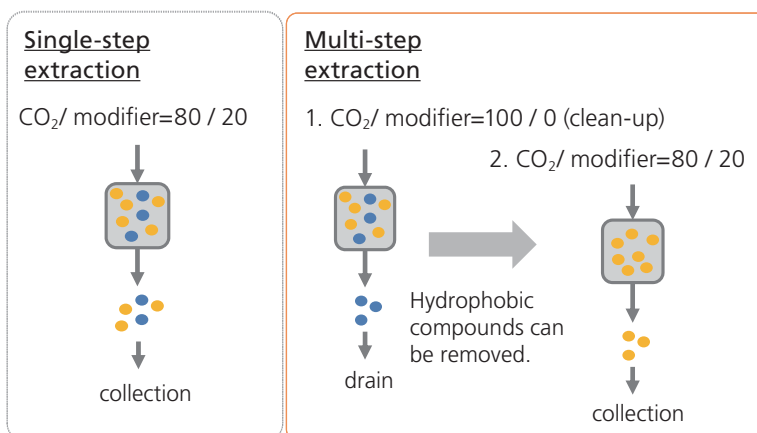 Single-step
extraction
CO₂/ modifier=80 / 20
collection
Multi-step
extraction
1. CO₂/ modifier=100 / 0 (clean-up)
2. CO₂/ modifier=80 / 20
Hydrophobic
compounds can
be removed.
drain
collection